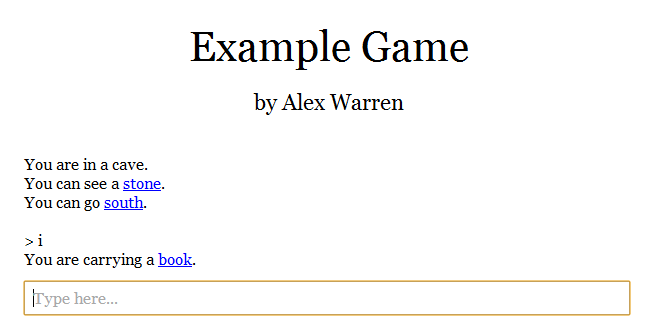 Example Game
by Alex Warren
You are in a cave.
You can see a stone.
You can go south.
> i
You are carrying a book.
Type here...